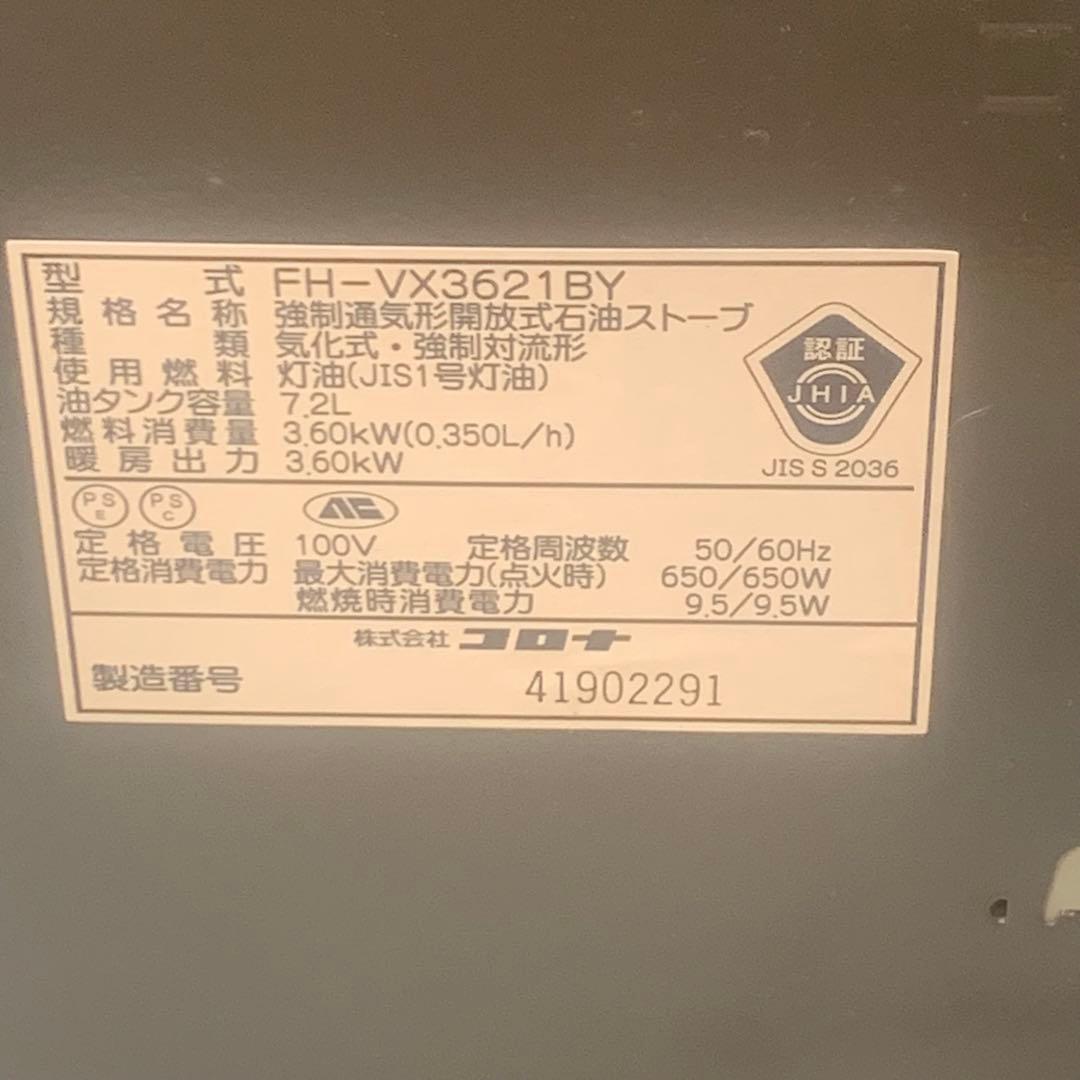 型式 FH-VX3621BY
規格名称 強制通気形開放式石油ストーブ
種類 気化式・強制対流形
使用燃料 灯油(JIS1号灯油)
油タンク容量 7.2L
燃料消費量 3.60kW(0.350L/h)
暖房出力 3.60kW
認証
JHIA
JIS S 2036
PS E PS C
定格電圧 100V 定格周波数 50/60Hz
定格消費電力 最大消費電力(点火時) 650/650W
燃焼時消費電力 9.5/9.5W
株式会社 コロナ
製造番号 41902291